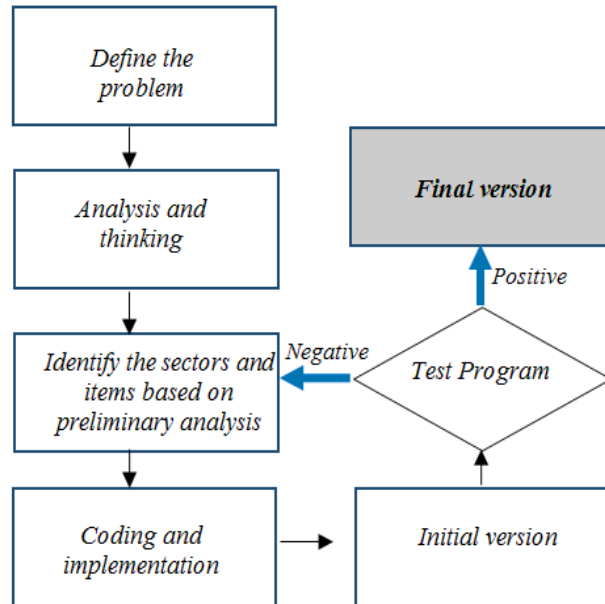 Define the
problem
Analysis and
thinking
Identify the sectors and
items based on
preliminary analysis
Coding and
implementation
Initial version
Test Program
Negative
Positive
Final version